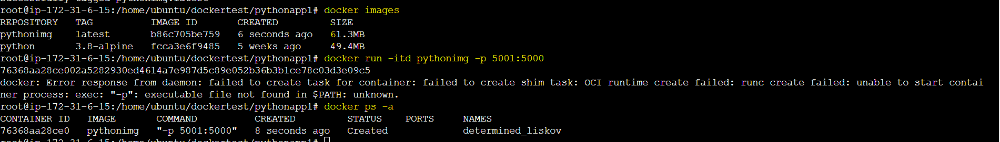 root@ip-172-31-6-15:/home/ubuntu/dockertest/pythonapp1# docker images
REPOSITORY   TAG          IMAGE ID       CREATED         SIZE
pythonimg    latest       b86c705be759   6 seconds ago   61.3MB
python       3.8-alpine   fcca3e6f9485   5 weeks ago     49.4MB
root@ip-172-31-6-15:/home/ubuntu/dockertest/pythonapp1# docker run -itd pythonimg -p 5001:5000
76368aa28ce002a5282930ed4614a7e987d5c89e052b36b3b1ce78c03d3e09c5
docker: Error response from daemon: failed to create task for container: failed to create shim task: OCI runtime create failed: runc create failed: unable to start contai
ner process: exec: "-p": executable file not found in $PATH: unknown.
root@ip-172-31-6-15:/home/ubuntu/dockertest/pythonapp1# docker ps -a
CONTAINER ID   IMAGE       COMMAND          CREATED         STATUS    PORTS     NAMES
76368aa28ce0   pythonimg   "-p 5001:5000"   8 seconds ago   Created             determined_liskov
root@ip-172-31-6-15:/home/ubuntu/dockertest/pythonapp1#